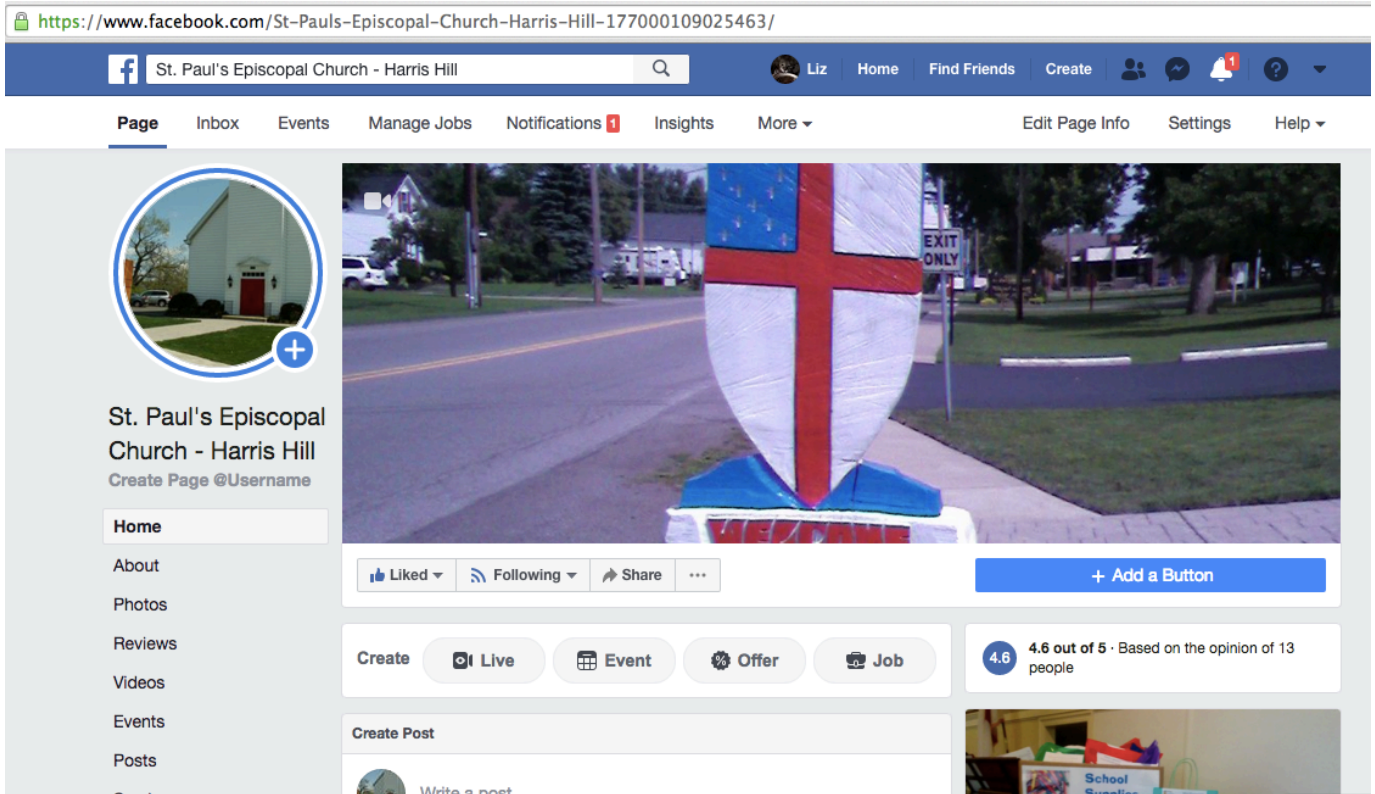 https://www.facebook.com/St-Pauls-Episcopal-Church-Harris-Hill-177000109025463/
f St. Paul's Episcopal Church - Harris Hill Liz Home Find Friends Create 1
Page Inbox Events Manage Jobs Notifications 1 Insights More Edit Page Info Settings Help
EXIT
ONLY
St. Paul's Episcopal
Church - Harris Hill
Create Page @Username
Home
About
Photos
Reviews
Videos
Events
Posts
Liked Following Share ... + Add a Button
Create Live Event Offer Job
4.6 4.6 out of 5 · Based on the opinion of 13
people
Create Post
Write a post
School
Supplies